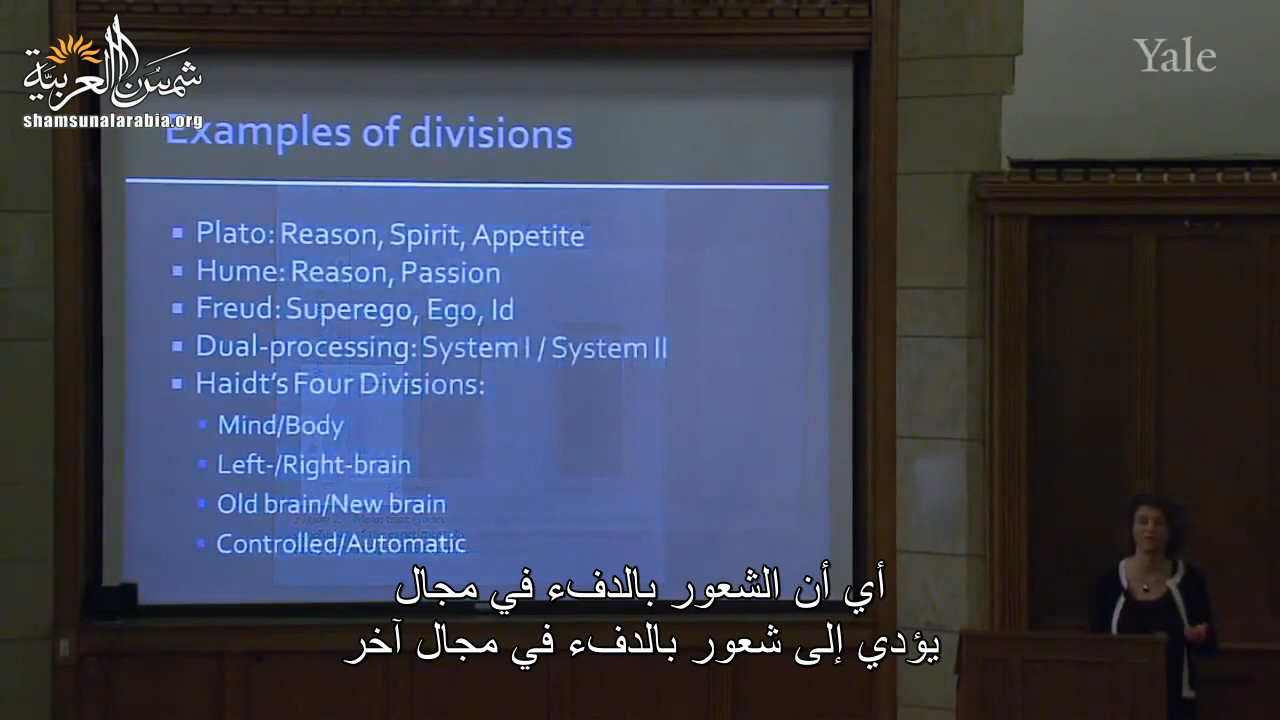 شمسن العربية
shamsunalarabia.org
Yale
Examples of divisions
Plato: Reason, Spirit, Appetite
Hume: Reason, Passion
Freud: Superego, Ego, Id
Dual-processing: System I / System II
Haidt's Four Divisions:
Mind/Body
Left-/Right-brain
Old brain/New brain
Controlled/Automatic
أي أن الشعور بالدفء في مجال
يؤدي إلى شعور بالدفء في مجال آخر